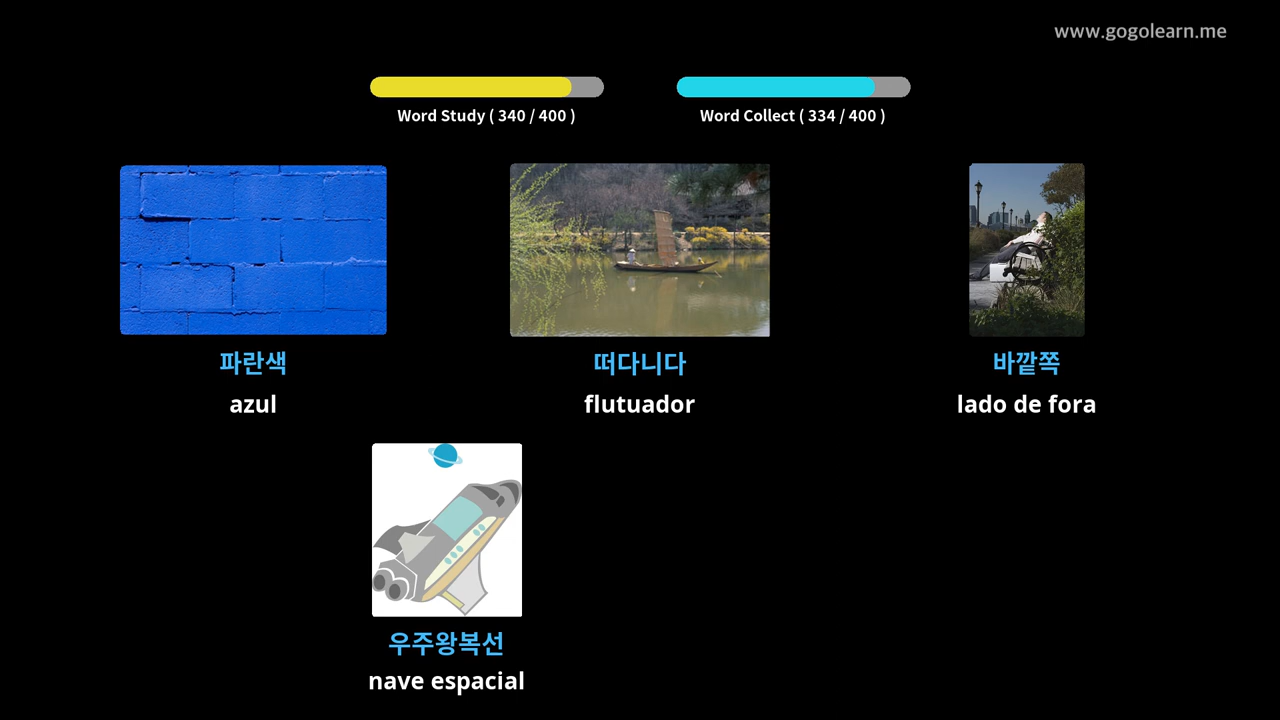 www.gogolearn.me
Word Study ( 340 / 400 )
Word Collect ( 334 / 400 )
파란색
떠다니다
바깥쪽
azul
flutuador
lado de fora
우주왕복선
nave espacial